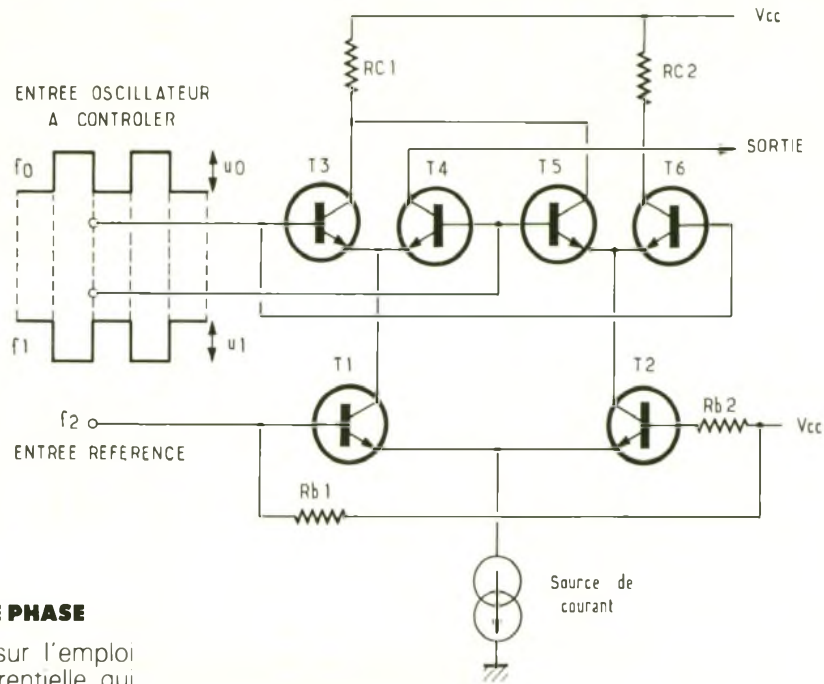 Vcc
RC1
RC2
ENTREE OSCILLATEUR
A CONTROLER
SORTIE
f0
u0
T3
T4
T5
T6
f1
u1
T1
T2
Rb2
f2
Vcc
ENTREE REFERENCE
Rb1
Source de
courant
E PHASE
sur l'emploi
rentielle qui